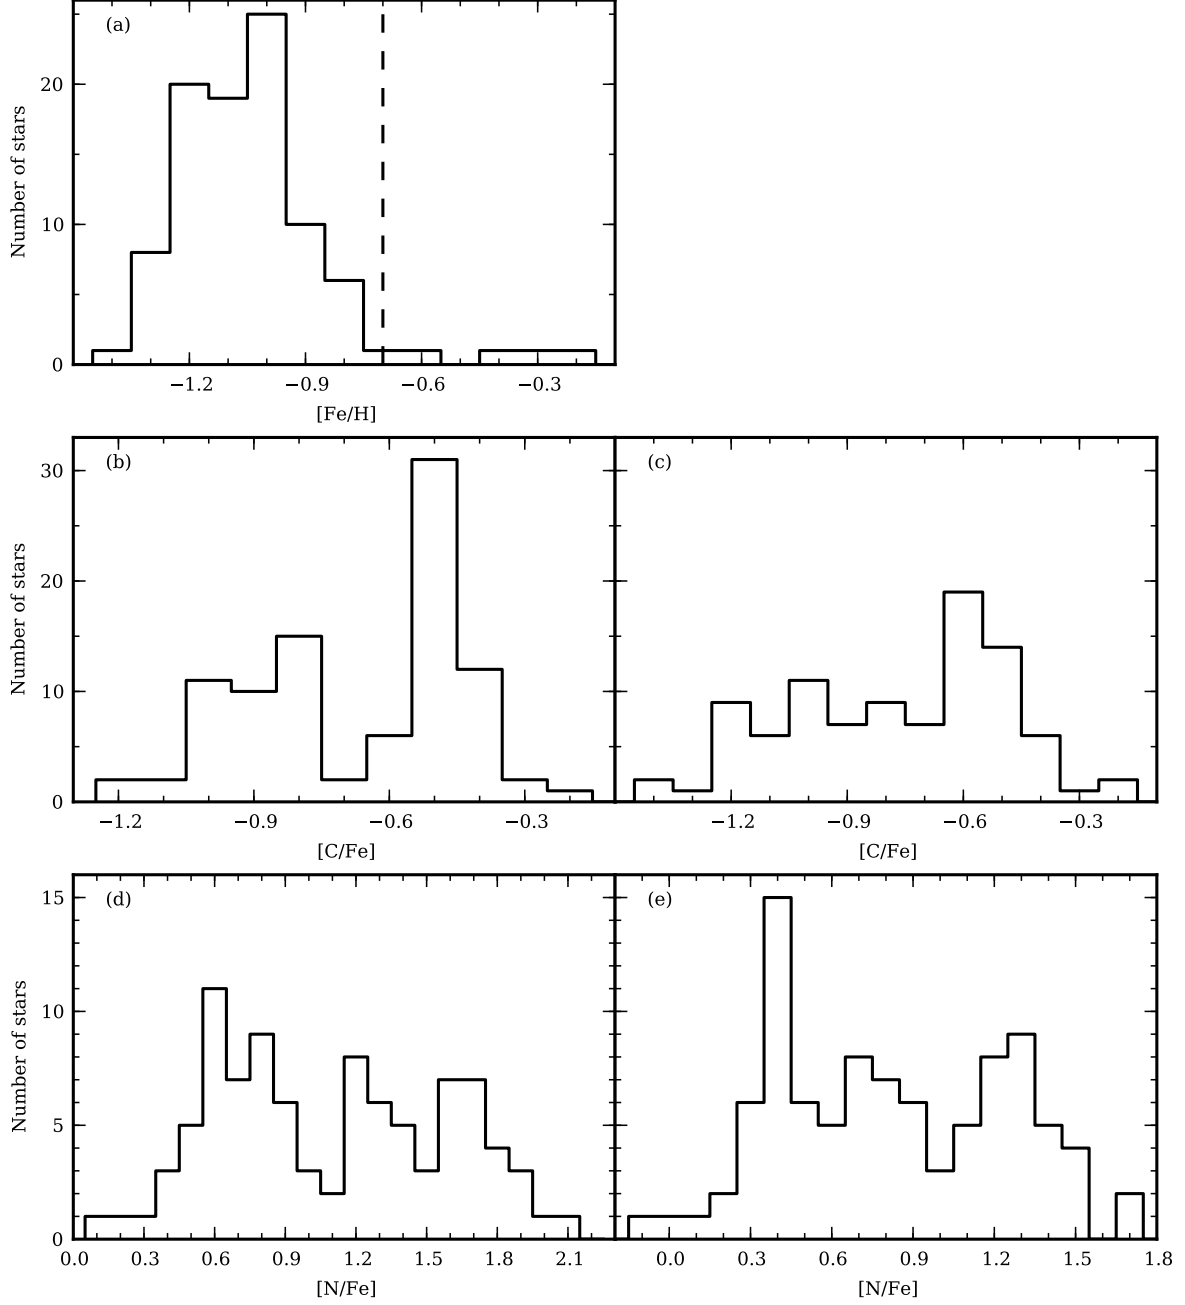 (a)
Number of stars
20
10
0
−1.2 −0.9 −0.6 −0.3
[Fe/H]
(b) (c)
Number of stars
30
20
10
0
−1.2 −0.9 −0.6 −0.3 −1.2 −0.9 −0.6 −0.3
[C/Fe] [C/Fe]
(d) (e)
Number of stars
15
10
5
0
0.0 0.3 0.6 0.9 1.2 1.5 1.8 2.1 0.0 0.3 0.6 0.9 1.2 1.5 1.8
[N/Fe] [N/Fe]